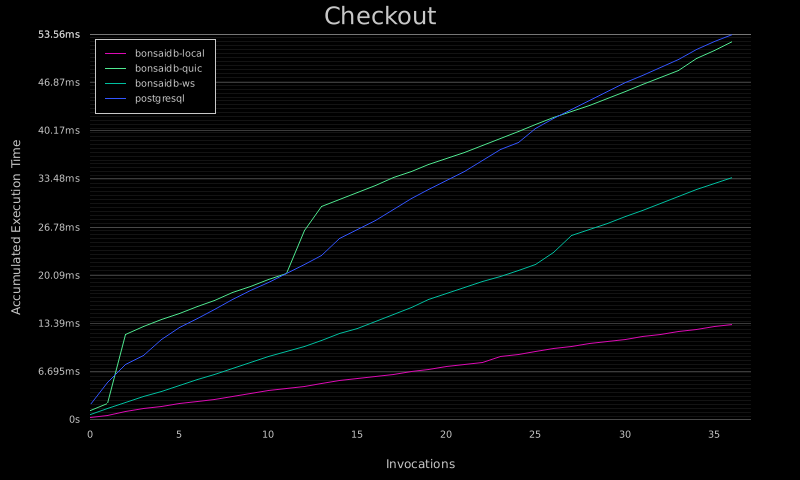 Checkout
53.56ms
46.87ms
40.17ms
33.48ms
26.78ms
20.09ms
13.39ms
6.695ms
0s
bonsaidb-local
bonsaidb-quic
bonsaidb-ws
postgresql
Accumulated Execution Time
0 5 10 15 20 25 30 35
Invocations